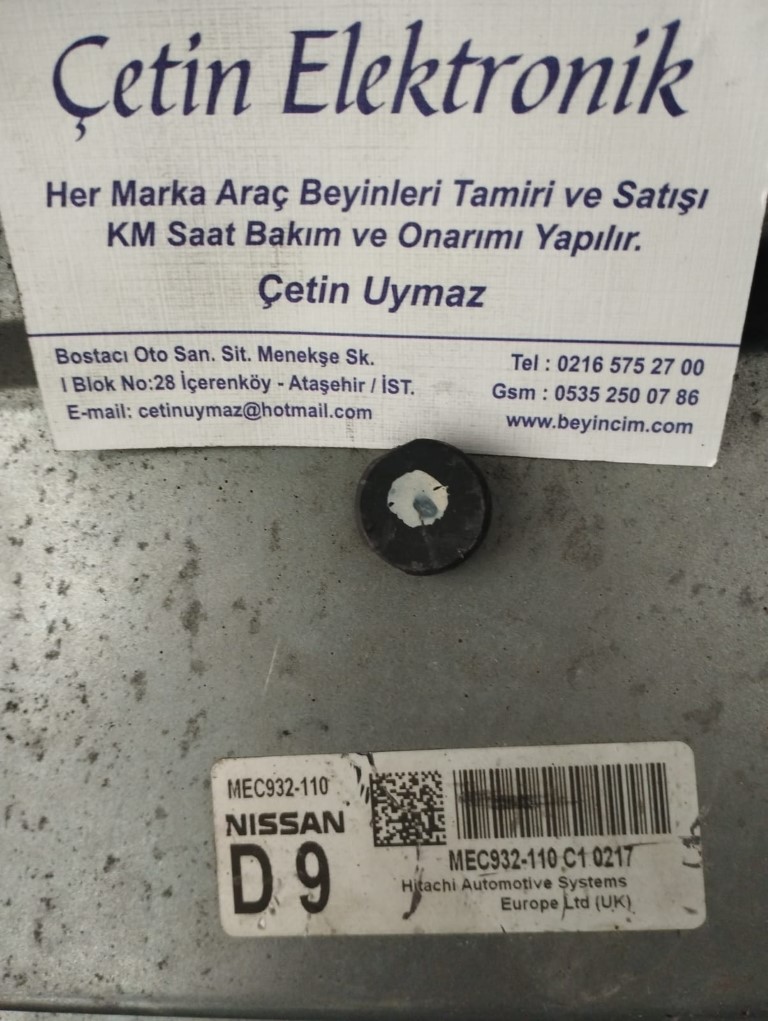 Çetin Elektronik
Her Marka Araç Beyinleri Tamiri ve Satışı
KM Saat Bakım ve Onarımı Yapılır.
Çetin Uymaz
Bostacı Oto San. Sit. Menekşe Sk.
I Blok No:28 İçerenköy - Ataşehir / İST.
E-mail: cetinuymaz@hotmail.com
Tel : 0216 575 27 00
Gsm : 0535 250 07 86
www.beyincim.com
MEC932-110
NISSAN
D 9
MEC932-110 C1 0217
Hitachi Automotive Systems
Europe Ltd (UK)